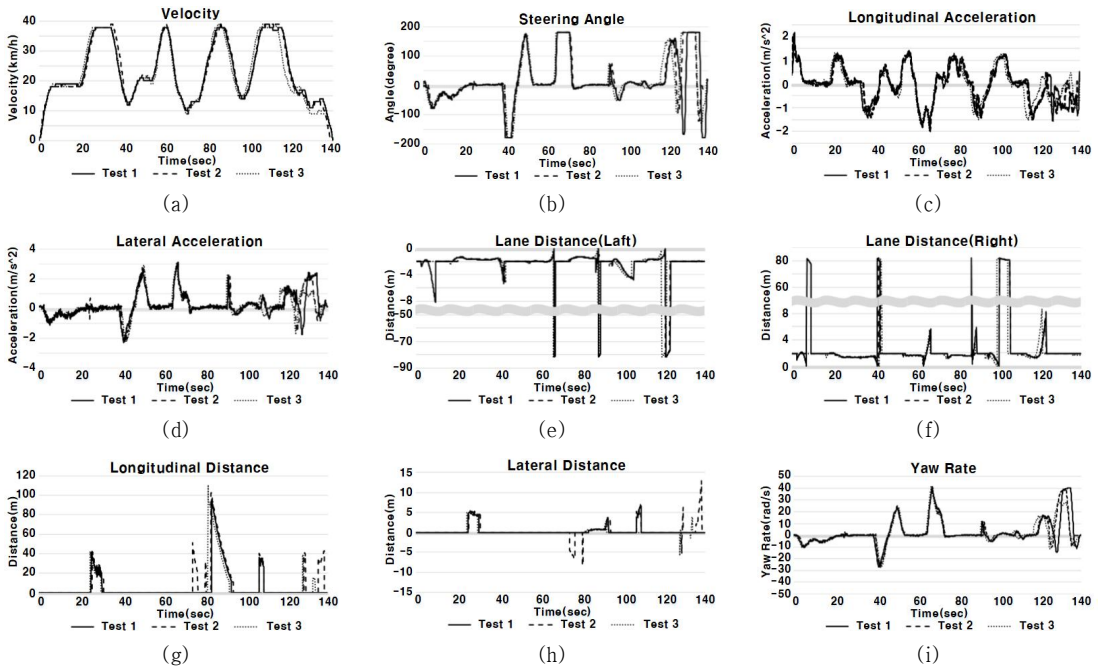 Velocity
Velocity(km/h)
40
30
20
10
0
0 20 40 60 80 100 120 140
Time(sec)
Test 1 Test 2 Test 3
(a)
Steering Angle
Angle(degree)
200
100
0
-100
-200
0 20 40 60 80 100 120 140
Time(sec)
Test 1 Test 2 Test 3
(b)
Longitudinal Acceleration
Acceleration(m/s^2)
2
1
0
-1
-2
0 20 40 60 80 100 120 140
Time(sec)
Test 1 Test 2 Test 3
(c)
Lateral Acceleration
Acceleration(m/s^2)
4
2
0
-2
-4
0 20 40 60 80 100 120 140
Time(sec)
Test 1 Test 2 Test 3
(d)
Lane Distance(Laft)
Distance(m)
0
-4
-8
-50
-70
-90
0 20 40 60 80 100 120 140
Time(sec)
Test 1 Test 2 Test 3
(e)
Lane Distance(Right)
Distance(m)
80
60
40
8
4
0
0 20 40 60 80 100 120 140
Time(sec)
Test 1 Test 2 Test 3
(f)
Longitudinal Distance
Distance(m)
120
100
80
60
40
20
0
0 20 40 60 80 100 120 140
Time(sec)
Test 1 Test 2 Test 3
(g)
Lateral Distance
Distance(m)
15
10
5
0
-5
-10
-15
0 20 40 60 80 100 120 140
Time(sec)
Test 1 Test 2 Test 3
(h)
Yaw Rate
Yaw Rate(rad/s)
50
40
30
20
10
0
-10
-20
-30
-40
-50
0 20 40 60 80 100 120 140
Time(sec)
Test 1 Test 2 Test 3
(i)